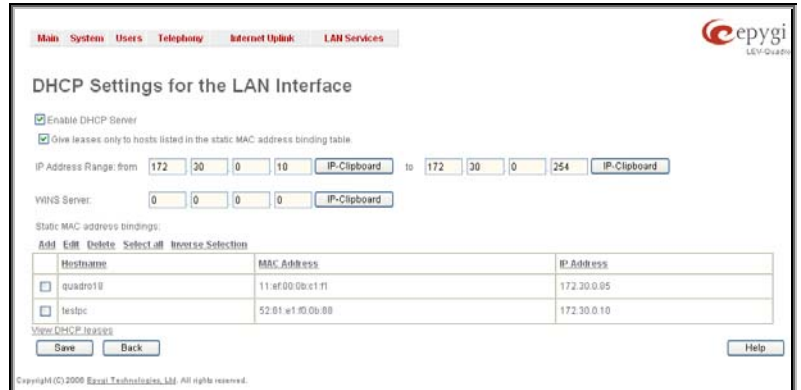 Main System Users Telephony Internet Uplink LAN Services
epygi
LEV-Quadro
DHCP Settings for the LAN Interface
Enable DHCP Server
Give leases only to hosts listed in the static MAC address binding table.
IP Address Range: from 172 30 0 10 IP-Clipboard to 172 30 0 254 IP-Clipboard
WINS Server: 0 0 0 0 IP-Clipboard
Static MAC address bindings:
Add Edit Delete Select all Inverse Selection
Hostname MAC Address IP Address
quadro18 11:ef:00:0b:c1:f1 172.30.0.85
testpc 52:81:e1:f0:0b:88 172.30.0.10
View DHCP leases
Save Back Help
Copyright (C) 2008 Epygi Technologies, Ltd. All rights reserved.